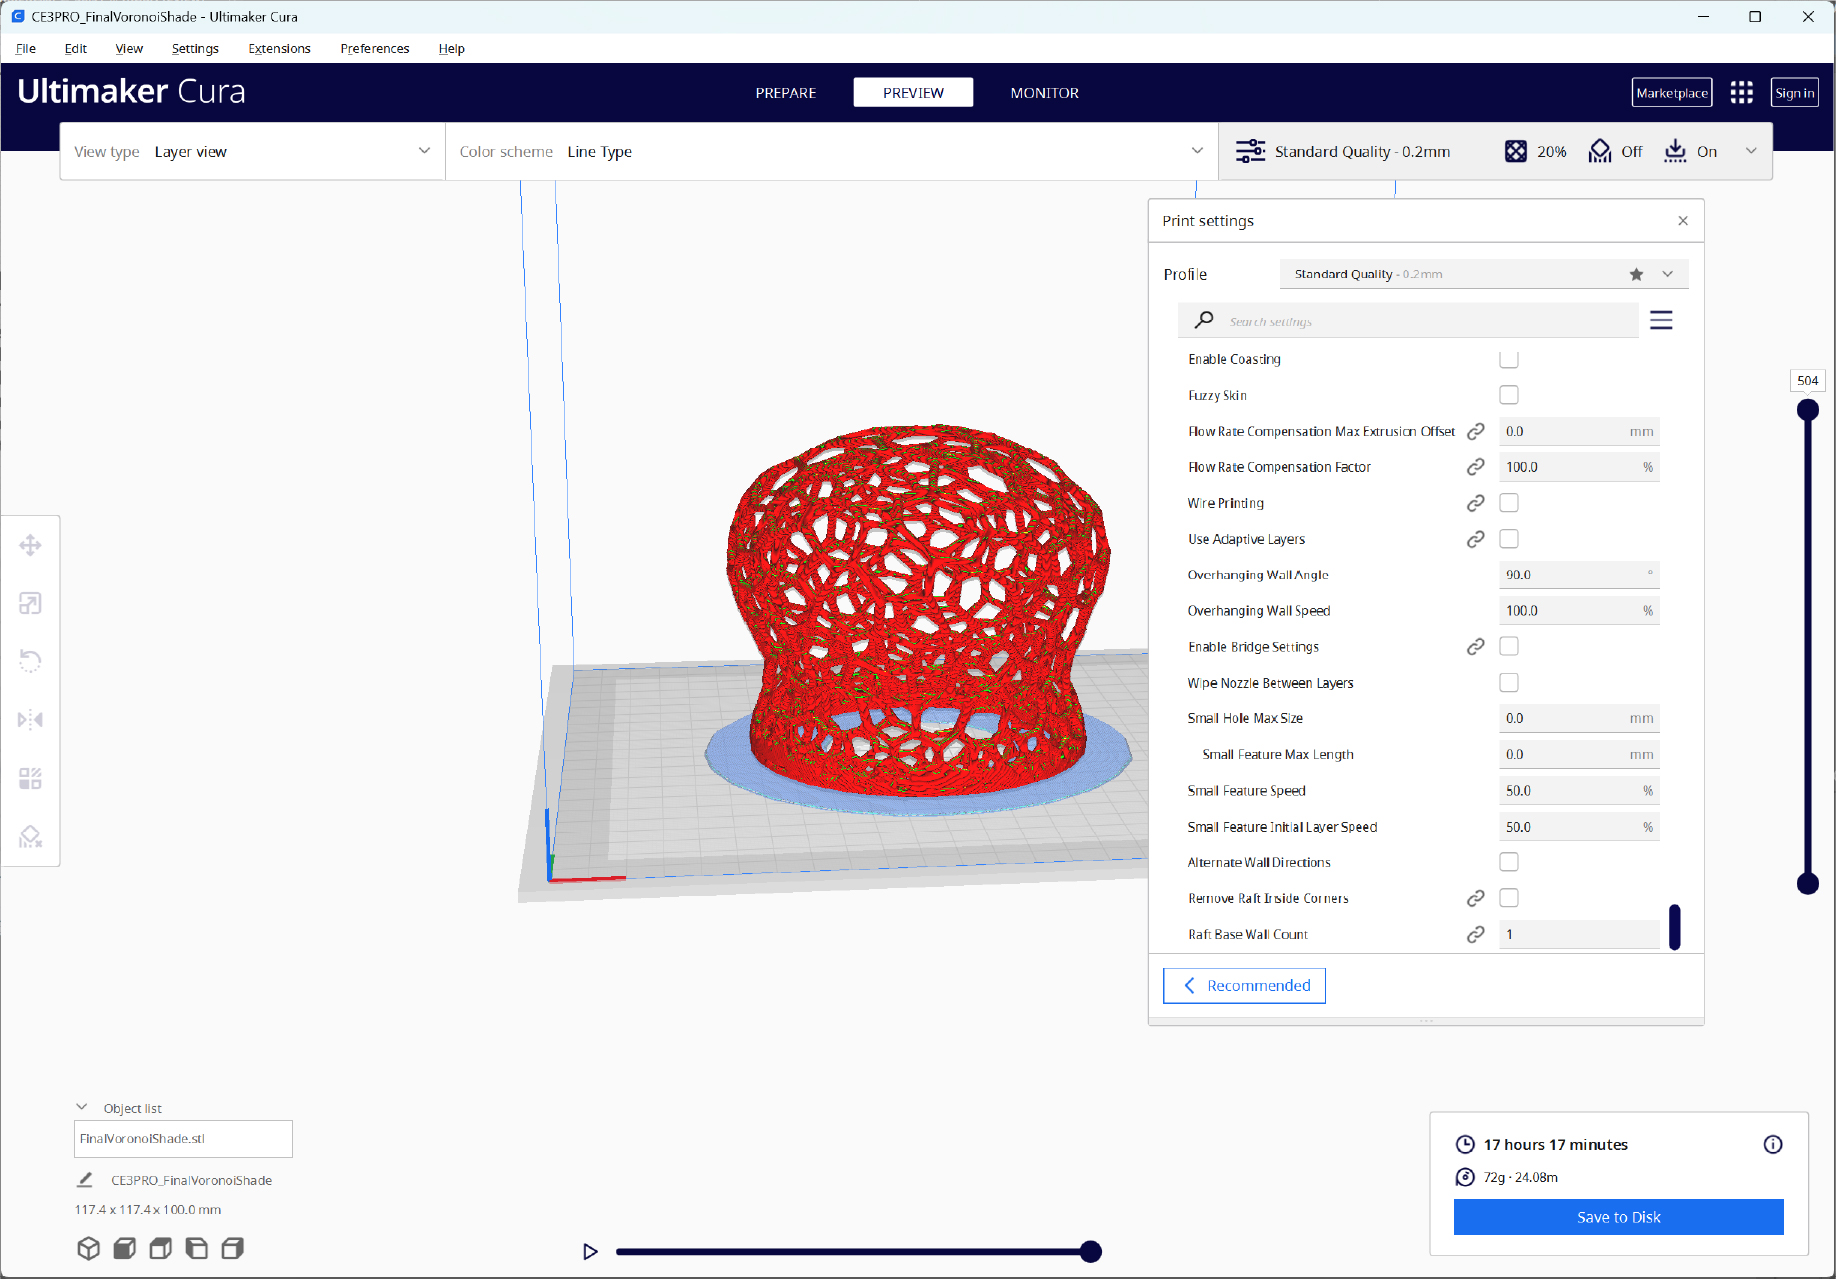 CE3PRO_FinalVoronoiShade - Ultimaker Cura
File Edit View Settings Extensions Preferences Help
Ultimaker Cura
PREPARE PREVIEW MONITOR
Marketplace Sign in
View type Layer view
Color scheme Line Type
Standard Quality - 0.2mm 20% Off On
Print settings
Profile Standard Quality - 0.2mm
Search settings
Enable Coasting
Fuzzy Skin
Flow Rate Compensation Max Extrusion Offset 0.0 mm
Flow Rate Compensation Factor 100.0 %
Wire Printing
Use Adaptive Layers
Overhanging Wall Angle 90.0 °
Overhanging Wall Speed 100.0 %
Enable Bridge Settings
Wipe Nozzle Between Layers
Small Hole Max Size 0.0 mm
Small Feature Max Length 0.0 mm
Small Feature Speed 50.0 %
Small Feature Initial Layer Speed 50.0 %
Alternate Wall Directions
Remove Raft Inside Corners
Raft Base Wall Count 1
Recommended
504
Object list
FinalVoronoiShade.stl
CE3PRO_FinalVoronoiShade
117.4 x 117.4 x 100.0 mm
17 hours 17 minutes
72g · 24.08m
Save to Disk